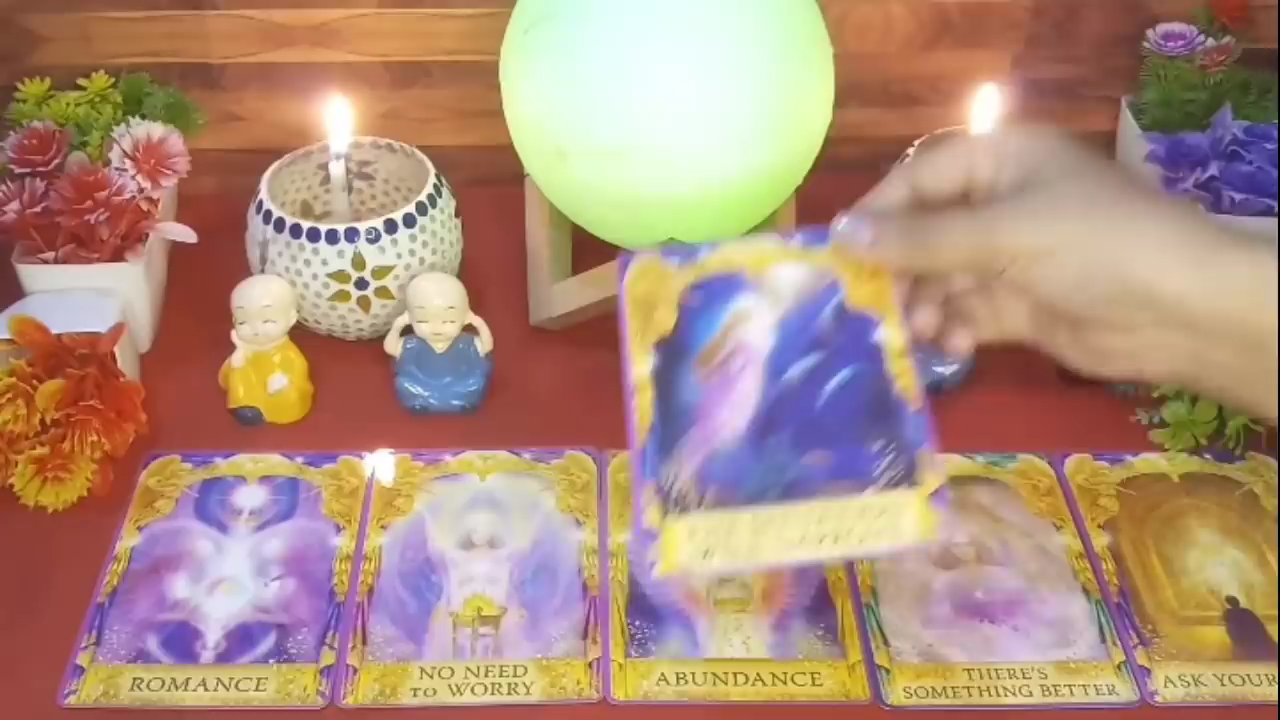 ROMANCE
NO NEED
TO WORRY
ABUNDANCE
THERE'S
SOMETHING BETTER
ASK YOUR